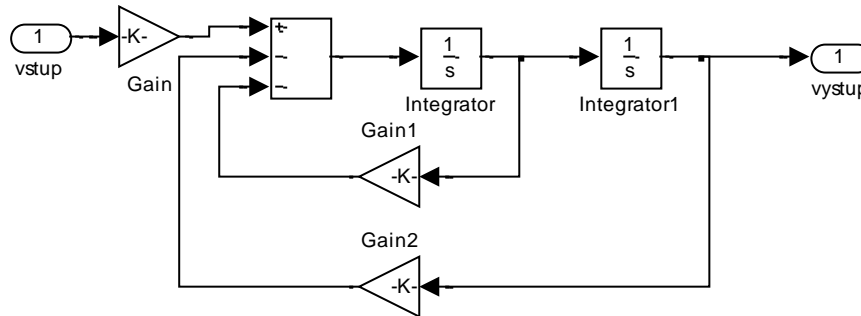 1
vstup
-K-
Gain
+
-
-
1
s
Integrator
1
s
Integrator1
1
vystup
Gain1
-K-
Gain2
-K-